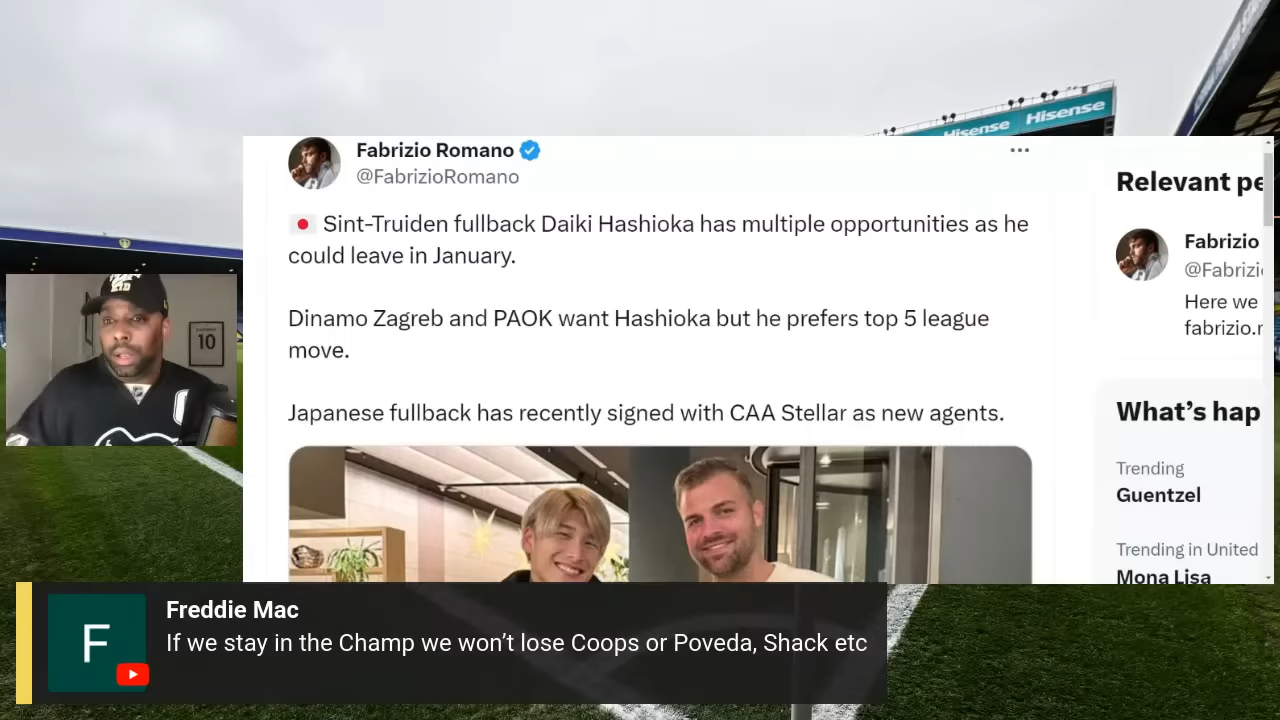 Hisense
Hisense
Fabrizio Romano
@FabrizioRomano
Sint-Truiden fullback Daiki Hashioka has multiple opportunities as he
could leave in January.
Dinamo Zagreb and PAOK want Hashioka but he prefers top 5 league
move.
Japanese fullback has recently signed with CAA Stellar as new agents.
Relevant pe
Fabrizio
@Fabrizi
Here we
fabrizio.r
What’s hap
Trending
Guentzel
Trending in United
Mona Lisa
10
F
Freddie Mac
If we stay in the Champ we won’t lose Coops or Poveda, Shack etc